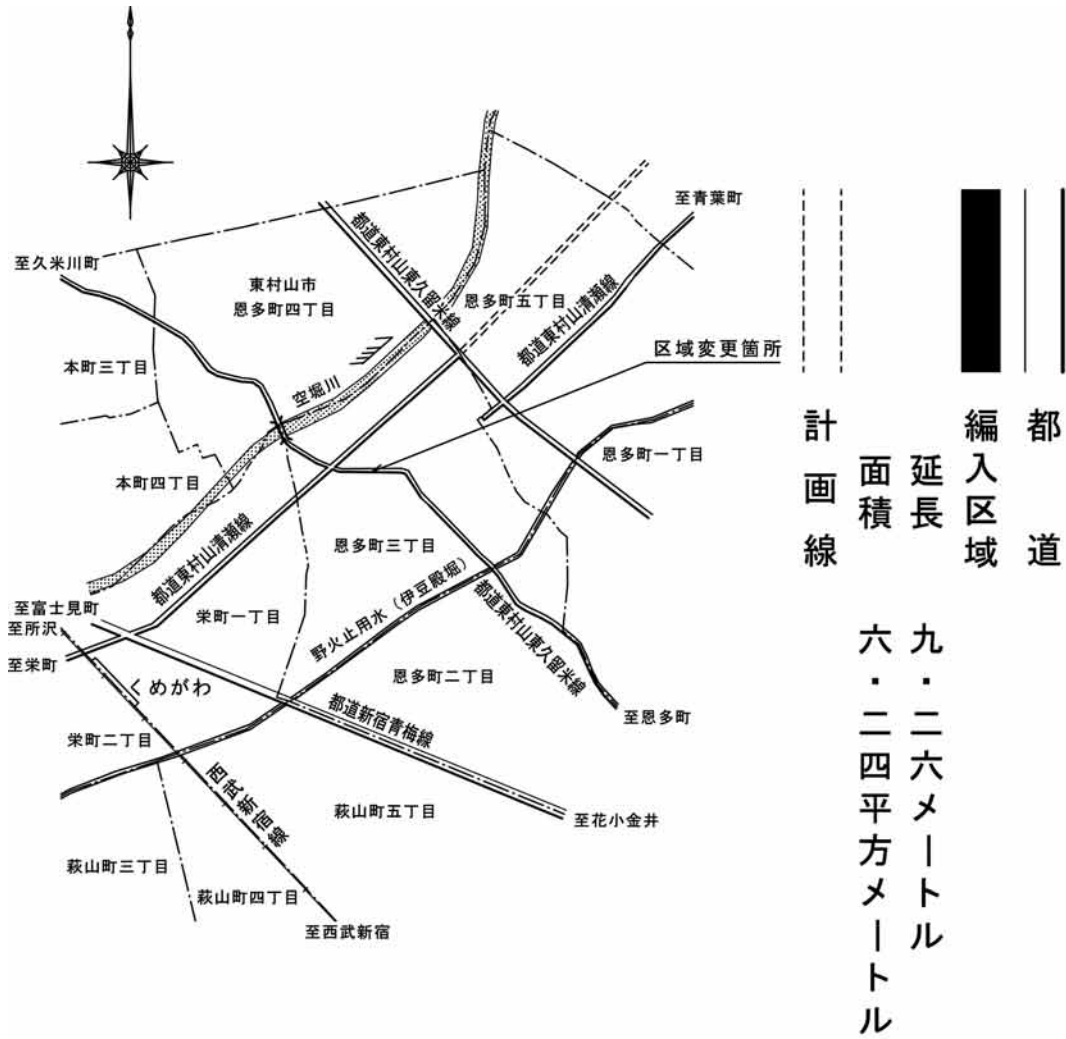 至青葉町
都道東村山東久留米線
至久米川町
東村山市
恩多町四丁目
恩多町五丁目
都道東村山清瀬線
区域変更箇所
本町三丁目
空堀川
恩多町一丁目
本町四丁目
恩多町三丁目
都道東村山清瀬線
野火止用水(伊豆殿堀)
都道東村山東久留米線
至富士見町
至所沢
栄町一丁目
至栄町
くめがわ
恩多町二丁目
都道新宿青梅線
至恩多町
栄町二丁目
西武新宿線
萩山町五丁目
至花小金井
萩山町三丁目
萩山町四丁目
至西武新宿
都道
編入区域
延長 九・二六メートル
面積 六・二四平方メートル
計画線